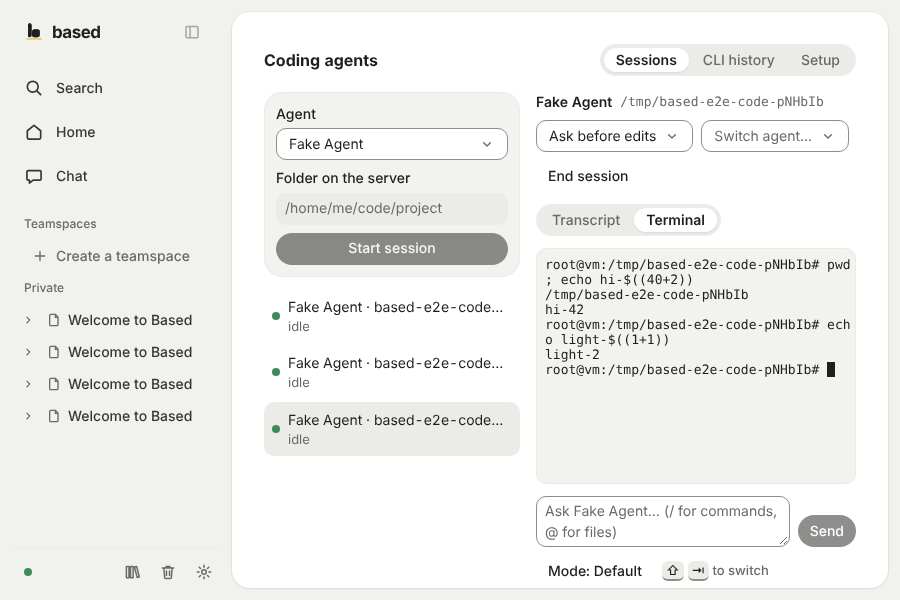 based
Search
Home
Chat
Teamspaces
Create a teamspace
Private
Welcome to Based
Welcome to Based
Welcome to Based
Welcome to Based
Coding agents
Sessions
CLI history
Setup
Agent
Fake Agent
Folder on the server
/home/me/code/project
Start session
Fake Agent · based-e2e-code...
idle
Fake Agent · based-e2e-code...
idle
Fake Agent · based-e2e-code...
idle
Fake Agent /tmp/based-e2e-code-pNHbIb
Ask before edits
Switch agent...
End session
Transcript
Terminal
root@vm:/tmp/based-e2e-code-pNHbIb# pwd
; echo hi-$((40+2))
/tmp/based-e2e-code-pNHbIb
hi-42
root@vm:/tmp/based-e2e-code-pNHbIb# ech
o light-$((1+1))
light-2
root@vm:/tmp/based-e2e-code-pNHbIb#
Ask Fake Agent... (/ for commands,
@ for files)
Send
Mode: Default
to switch